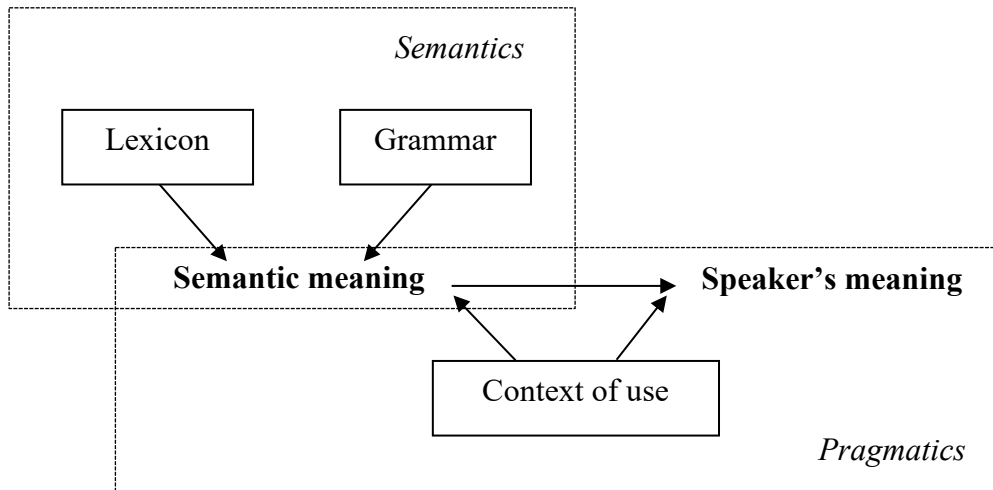 Semantics
Lexicon
Grammar
Semantic meaning
Speaker’s meaning
Context of use
Pragmatics